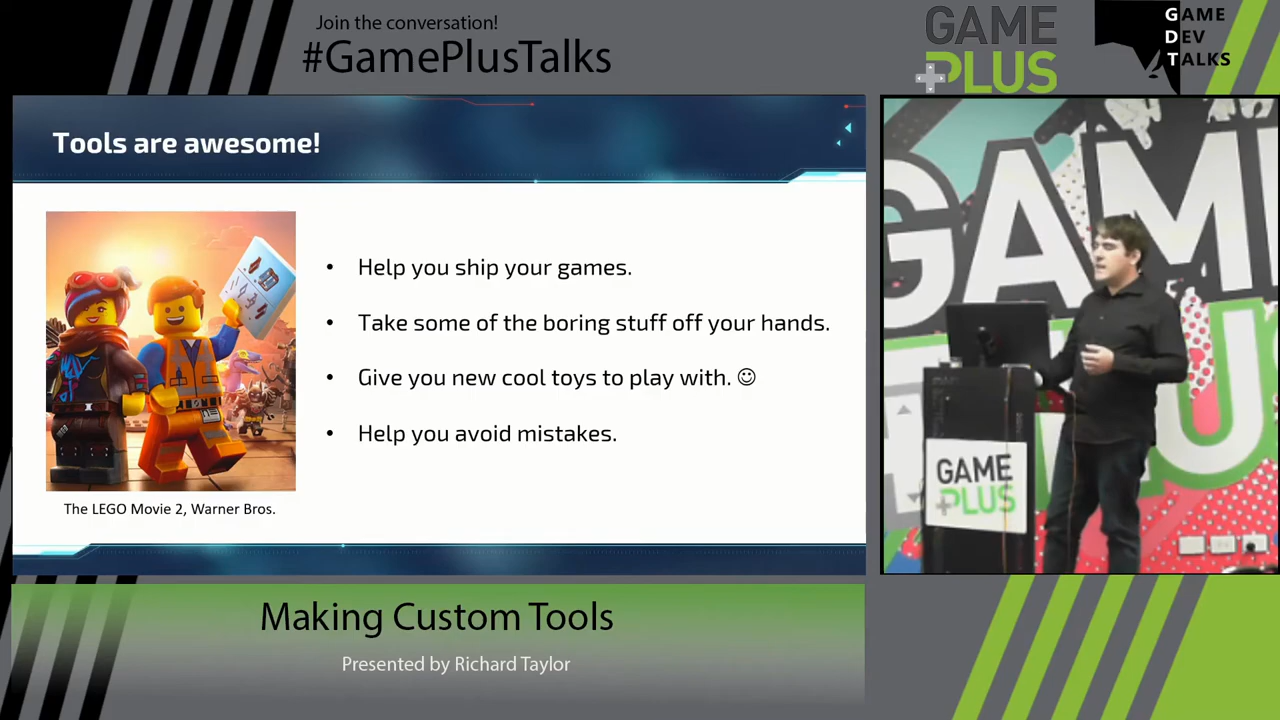 Join the conversation!
#GamePlusTalks
GAME
PLUS
GAME
DEV
TALKS
Tools are awesome!
• Help you ship your games.
• Take some of the boring stuff off your hands.
• Give you new cool toys to play with. ☺
• Help you avoid mistakes.
The LEGO Movie 2, Warner Bros.
GAM
GAME
PLUS
Making Custom Tools
Presented by Richard Taylor